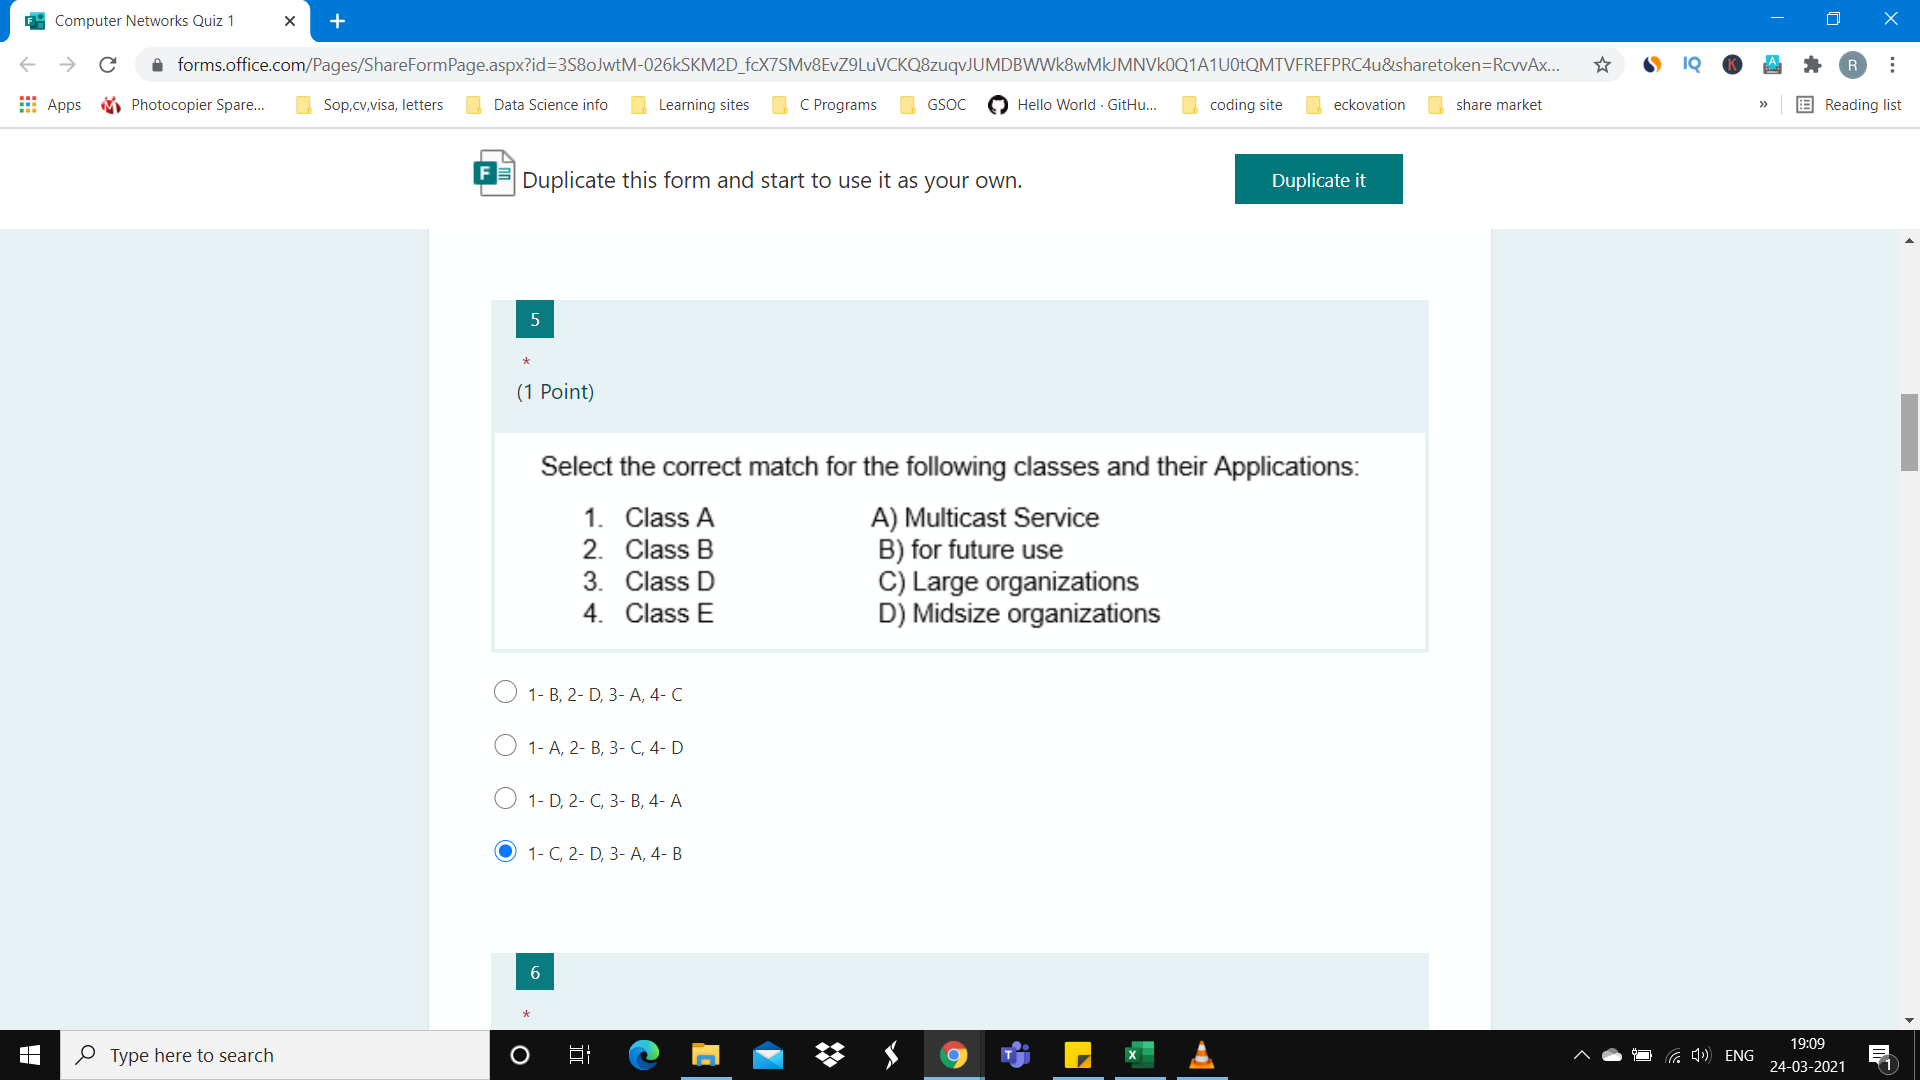 Computer Networks Quiz 1
forms.office.com/Pages/ShareFormPage.aspx?id=3S8oJwtM-026kSKM2D_fcX7SMv8EvZ9LuVCKQ8zuqvJUMDBWWk8wMkJMNVk0Q1A1U0tQMTVFREFPRC4u&sharetoken=RcvvAx...
IQ K A R
Apps Photocopier Spare... Sop,cv,visa, letters Data Science info Learning sites C Programs GSOC Hello World · GitHu... coding site eckovation share market » Reading list
F Duplicate this form and start to use it as your own.
Duplicate it
5
*
(1 Point)
Select the correct match for the following classes and their Applications:
1. Class A A) Multicast Service
2. Class B B) for future use
3. Class D C) Large organizations
4. Class E D) Midsize organizations
1- B, 2- D, 3- A, 4- C
1- A, 2- B, 3- C, 4- D
1- D, 2- C, 3- B, 4- A
1- C, 2- D, 3- A, 4- B
6
*
Type here to search
ENG
19:09
24-03-2021
1